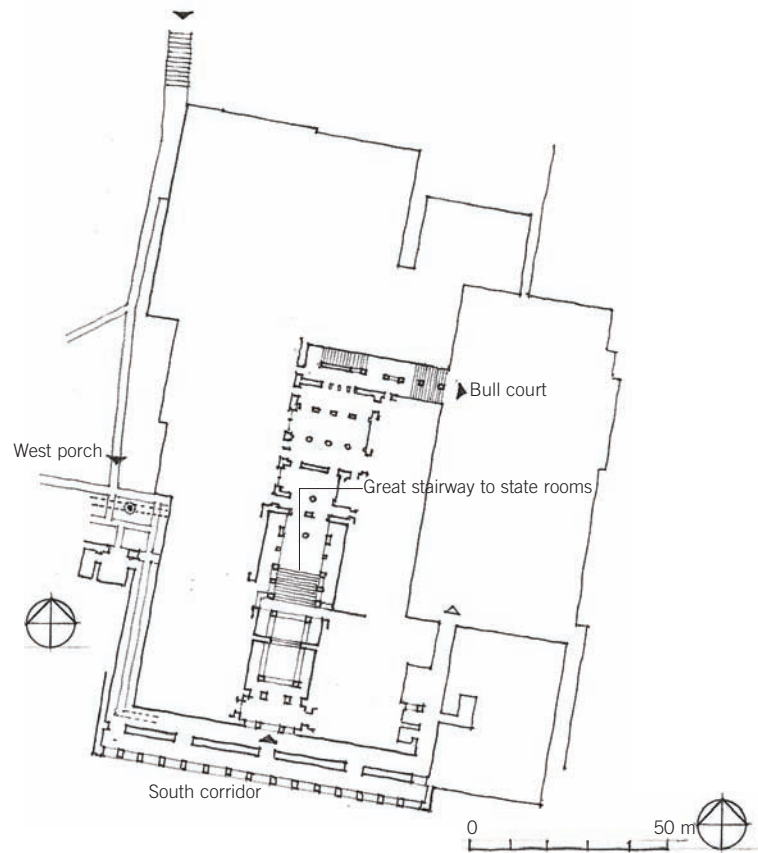 Bull court
West porch
Great stairway to state rooms
South corridor
0 50 m